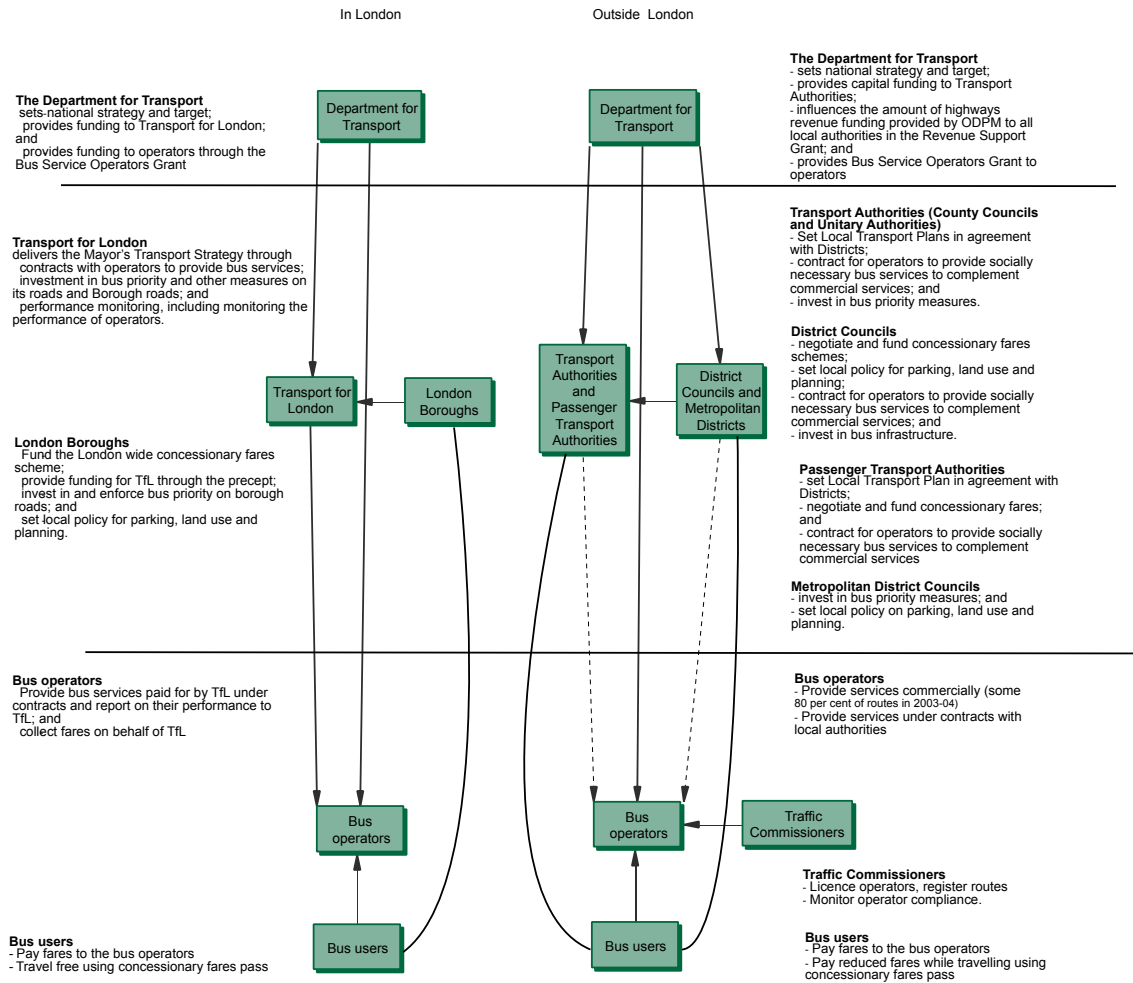 In London
Outside London
The Department for Transport
sets national strategy and target;
provides funding to Transport for London;
and
provides funding to operators through the
Bus Service Operators Grant
Department for
Transport
Department for
Transport
The Department for Transport
- sets national strategy and target;
- provides capital funding to Transport
Authorities;
- influences the amount of highways
revenue funding provided by ODPM to all
local authorities in the Revenue Support
Grant; and
- provides Bus Service Operators Grant to
operators
Transport for London
delivers the Mayor's Transport Strategy through
contracts with operators to provide bus services;
investment in bus priority and other measures on
its roads and Borough roads; and
performance monitoring, including monitoring the
performance of operators.
Transport Authorities (County Councils
and Unitary Authorities)
- Set Local Transport Plans in agreement
with Districts;
- contract for operators to provide socially
necessary bus services to complement
commercial services; and
- invest in bus priority measures.
District Councils
- negotiate and fund concessionary fares
schemes;
- set local policy for parking, land use and
planning;
- contract for operators to provide socially
necessary bus services to complement
commercial services; and
- invest in bus infrastructure.
Transport for
London
London
Boroughs
Transport
Authorities
and
Passenger
Transport
Authorities
District
Councils and
Metropolitan
Districts
London Boroughs
Fund the London wide concessionary fares
scheme;
provide funding for TfL through the precept;
invest in and enforce bus priority on borough
roads; and
set local policy for parking, land use and
planning.
Passenger Transport Authorities
- set Local Transport Plan in agreement with
Districts;
- negotiate and fund concessionary fares;
and
- contract for operators to provide socially
necessary bus services to complement
commercial services
Metropolitan District Councils
- invest in bus priority measures; and
- set local policy on parking, land use and
planning.
Bus operators
Provide bus services paid for by TfL under
contracts and report on their performance to
TfL; and
collect fares on behalf of TfL
Bus operators
- Provide services commercially (some
80 per cent of routes in 2003-04)
- Provide services under contracts with
local authorities
Bus
operators
Bus
operators
Traffic
Commissioners
Traffic Commissioners
- Licence operators, register routes
- Monitor operator compliance.
Bus users
- Pay fares to the bus operators
- Travel free using concessionary fares pass
Bus users
Bus users
Bus users
- Pay fares to the bus operators
- Pay reduced fares while travelling using
concessionary fares pass